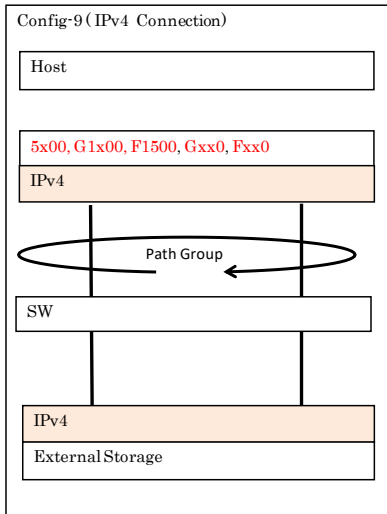 Config-9 ( IPv4 Connection)
Host
5x00, G1x00, F1500, Gxx0, Fxx0
IPv4
Path Group
SW
IPv4
External Storage